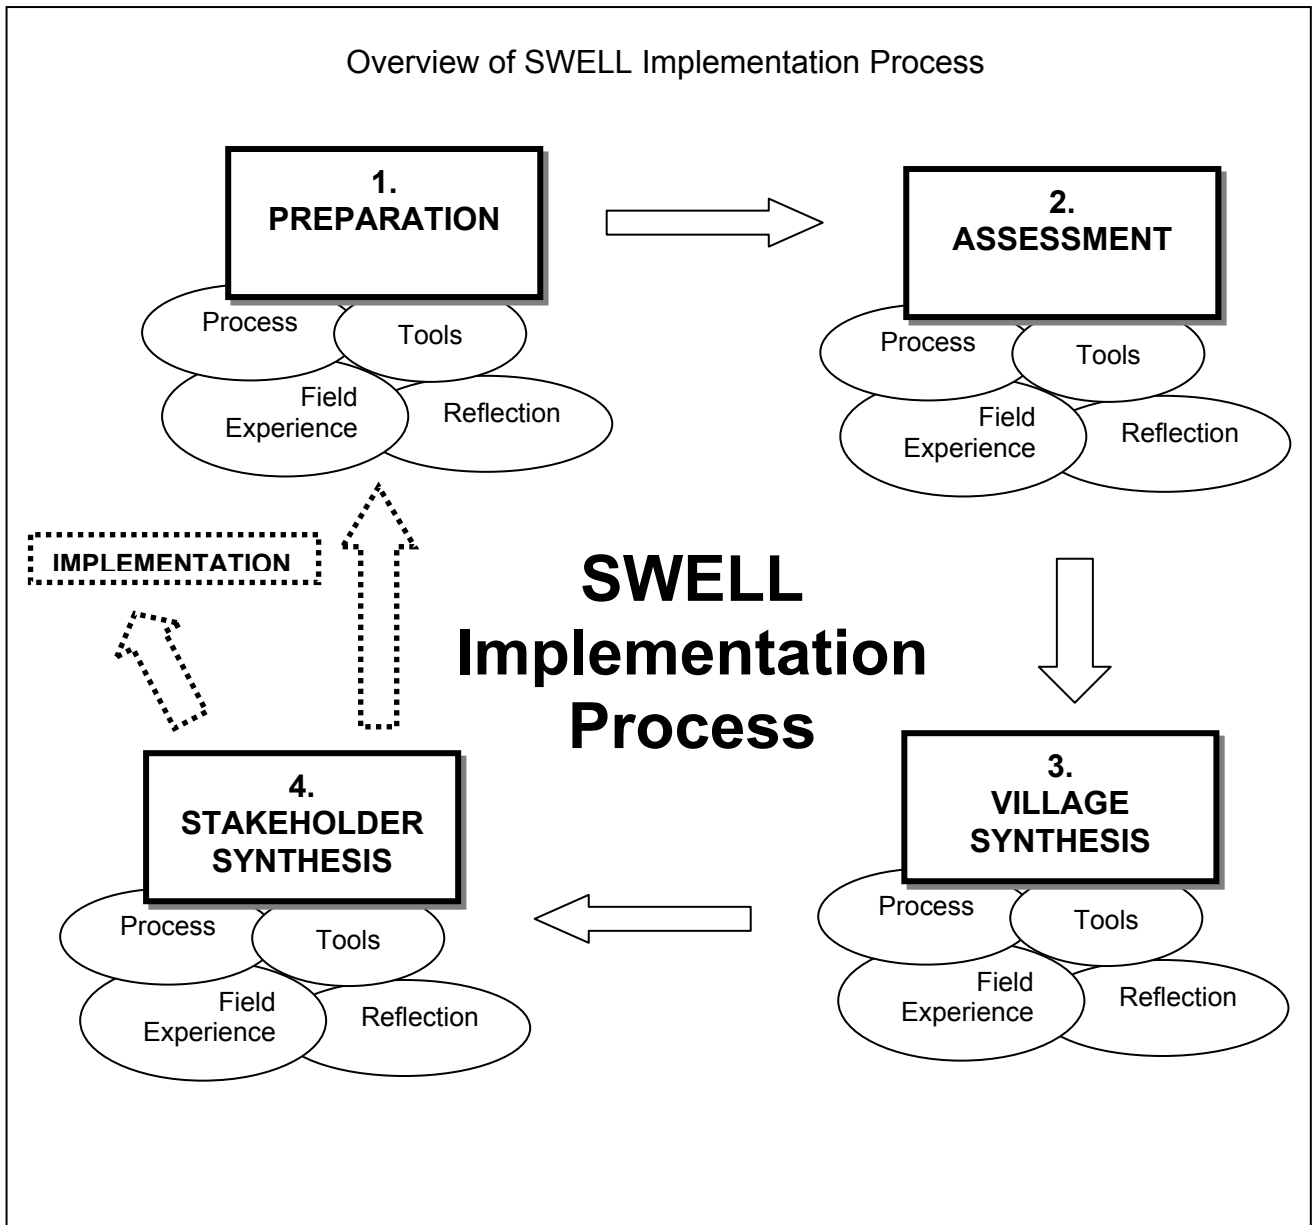 Overview of SWELL Implementation Process
1.
PREPARATION
Process
Tools
Field
Experience
Reflection
2.
ASSESSMENT
Process
Tools
Field
Experience
Reflection
IMPLEMENTATION
SWELL
Implementation
Process
4.
STAKEHOLDER
SYNTHESIS
Process
Tools
Field
Experience
Reflection
3.
VILLAGE
SYNTHESIS
Process
Tools
Field
Experience
Reflection